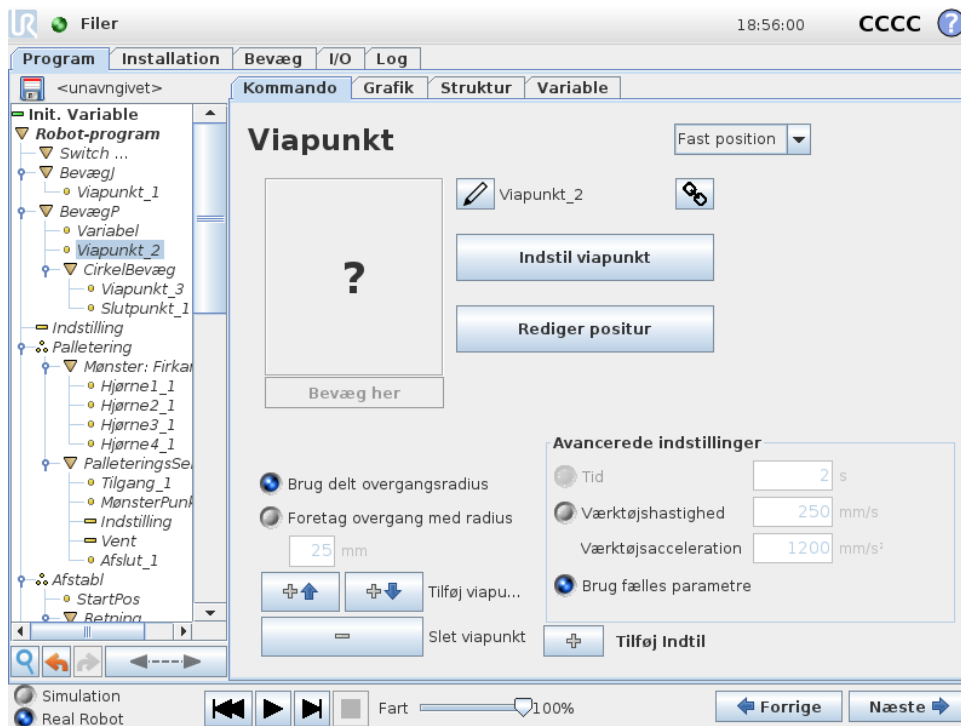 UR Filer 18:56:00 CCCC ?
Program Installation Bevæg I/O Log
<unavngivet> Kommando Grafik Struktur Variable
Init. Variable
Robot-program
Switch ...
BevægJ
Viapunkt_1
BevægP
Variabel
Viapunkt_2
CirkelBevæg
Viapunkt_3
Slutpunkt_1
Indstilling
Palletering
Mønster: Firkan
Hjørne1_1
Hjørne2_1
Hjørne3_1
Hjørne4_1
PalleteringsSe
Tilgang_1
MønsterPunk
Indstilling
Vent
Afslut_1
Afstabl
StartPos
Retning
Viapunkt
Fast position
?
Viapunkt_2
Indstil viapunkt
Rediger positur
Bevæg her
Brug delt overgangsradius
Foretag overgang med radius
25 mm
Tilføj viapu...
Slet viapunkt
Avancerede indstillinger
Tid 2 s
Værktøjshastighed 250 mm/s
Værktøjsacceleration 1200 mm/s²
Brug fælles parametre
Tilføj Indtil
Simulation
Real Robot
Fart 100%
Forrige Næste